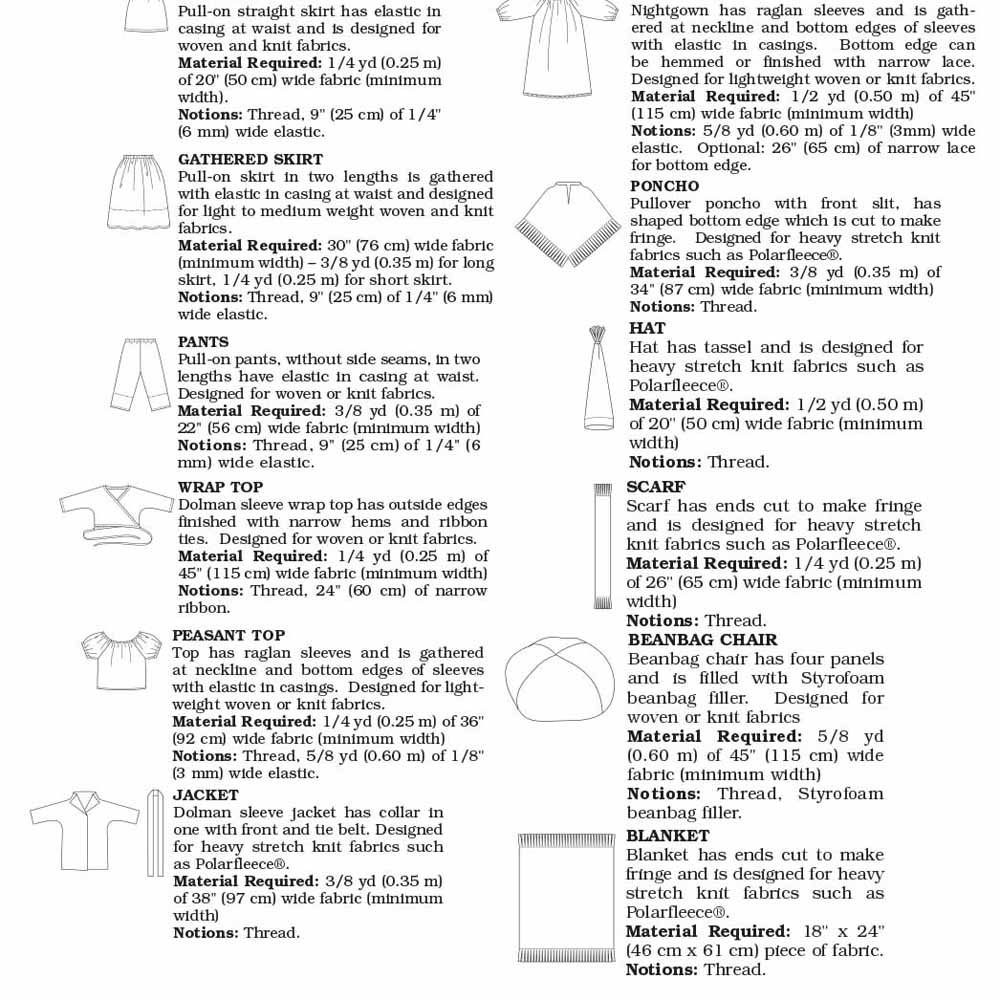 Pull-on straight skirt has elastic in
casing at waist and is designed for
woven and knit fabrics.
Material Required: 1/4 yd (0.25 m)
of 20" (50 cm) wide fabric (minimum
width).
Notions: Thread, 9" (25 cm) of 1/4"
(6 mm) wide elastic.
GATHERED SKIRT
Pull-on skirt in two lengths is gathered
with elastic in casing at waist and designed
for light to medium weight woven and knit
fabrics.
Material Required: 30" (76 cm) wide fabric
(minimum width) – 3/8 yd (0.35 m) for long
skirt, 1/4 yd (0.25 m) for short skirt.
Notions: Thread, 9" (25 cm) of 1/4" (6 mm)
wide elastic.
PANTS
Pull-on pants, without side seams, in two
lengths have elastic in casing at waist.
Designed for woven or knit fabrics.
Material Required: 3/8 yd (0.35 m) of
22" (56 cm) wide fabric (minimum width)
Notions: Thread, 9" (25 cm) of 1/4" (6
mm) wide elastic.
WRAP TOP
Dolman sleeve wrap top has outside edges
finished with narrow hems and ribbon
ties. Designed for woven or knit fabrics.
Material Required: 1/4 yd (0.25 m) of
45" (115 cm) wide fabric (minimum width)
Notions: Thread, 24" (60 cm) of narrow
ribbon.
PEASANT TOP
Top has raglan sleeves and is gathered
at neckline and bottom edges of sleeves
with elastic in casings. Designed for light-
weight woven or knit fabrics.
Material Required: 1/4 yd (0.25 m) of 36"
(92 cm) wide fabric (minimum width)
Notions: Thread, 5/8 yd (0.60 m) of 1/8"
(3 mm) wide elastic.
JACKET
Dolman sleeve jacket has collar in
one with front and tie belt. Designed
for heavy stretch knit fabrics such
as Polarfleece®.
Material Required: 3/8 yd (0.35 m)
of 38" (97 cm) wide fabric (minimum
width)
Notions: Thread.
Nightgown has raglan sleeves and is gath-
ered at neckline and bottom edges of sleeves
with elastic in casings. Bottom edge can
be hemmed or finished with narrow lace.
Designed for lightweight woven or knit fabrics.
Material Required: 1/2 yd (0.50 m) of 45"
(115 cm) wide fabric (minimum width)
Notions: 5/8 yd (0.60 m) of 1/8" (3mm) wide
elastic. Optional: 26" (65 cm) of narrow lace
for bottom edge.
PONCHO
Pullover poncho with front slit, has
shaped bottom edge which is cut to make
fringe. Designed for heavy stretch knit
fabrics such as Polarfleece®.
Material Required: 3/8 yd (0.35 m) of
34" (87 cm) wide fabric (minimum width)
Notions: Thread.
HAT
Hat has tassel and is designed for
heavy stretch knit fabrics such as
Polarfleece®.
Material Required: 1/2 yd (0.50 m)
of 20" (50 cm) wide fabric (minimum
width)
Notions: Thread.
SCARF
Scarf has ends cut to make fringe
and is designed for heavy stretch
knit fabrics such as Polarfleece®.
Material Required: 1/4 yd (0.25 m)
of 26" (65 cm) wide fabric (minimum
width)
Notions: Thread.
BEANBAG CHAIR
Beanbag chair has four panels
and is filled with Styrofoam
beanbag filler. Designed for
woven or knit fabrics
Material Required: 5/8 yd
(0.60 m) of 45" (115 cm) wide
fabric (minimum width)
Notions: Thread, Styrofoam
beanbag filler.
BLANKET
Blanket has ends cut to make
fringe and is designed for heavy
stretch knit fabrics such as
Polarfleece®.
Material Required: 18" x 24"
(46 cm x 61 cm) piece of fabric.
Notions: Thread.